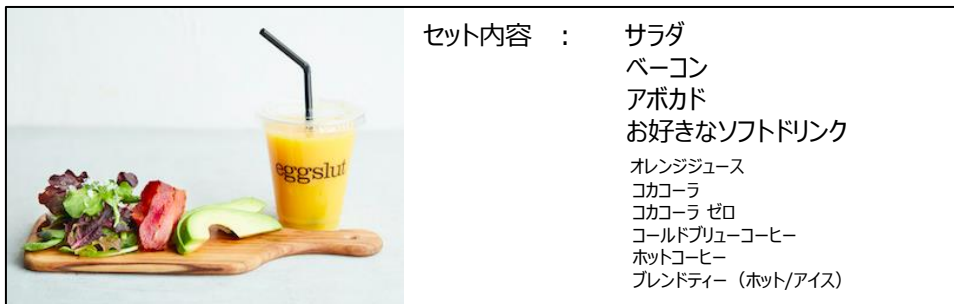 セット内容 : サラダ
ベーコン
アボカド
お好きなソフトドリンク
オレンジジュース
コカコーラ
コカコーラ ゼロ
コールドブリューコーヒー
ホットコーヒー
ブレンドティー（ホット/アイス）
eggslut